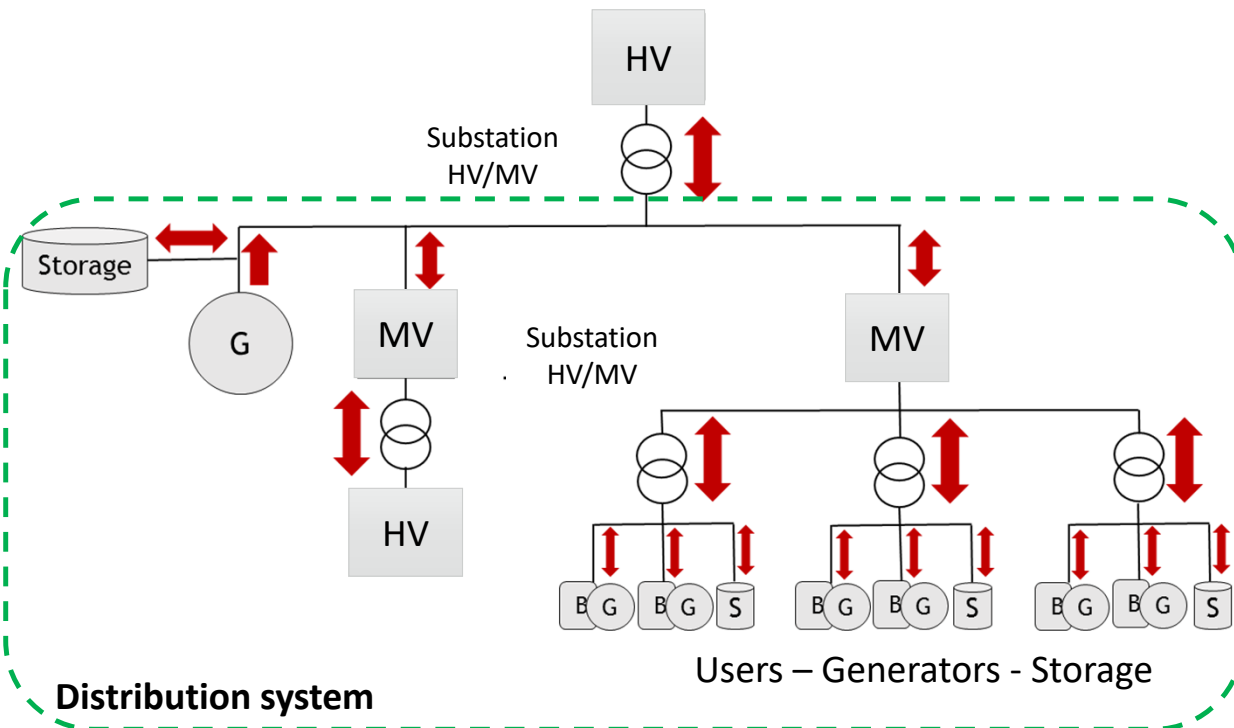 HV
Substation
HV/MV
Storage
G
MV
Substation
HV/MV
MV
HV
B G B G S B G B G S B G B G S
Users – Generators - Storage
Distribution system